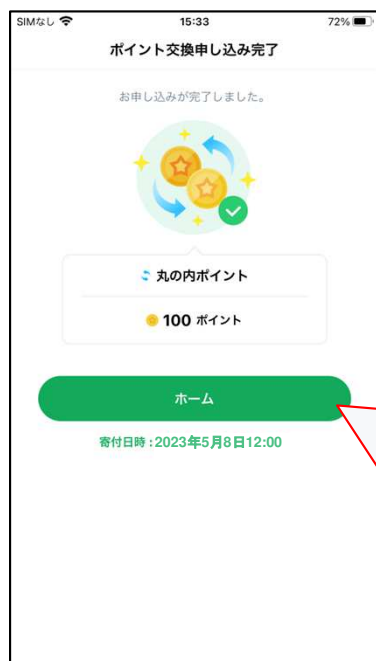 SIMなし 15:33 72%
ポイント交換申し込み完了
お申し込みが完了しました。
丸の内ポイント
100 ポイント
ホーム
寄付日時：2023年5月8日12:00